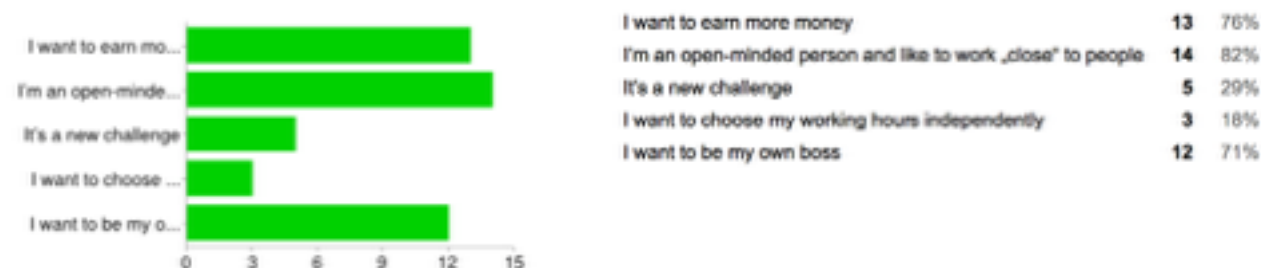 I want to earn mo...
I'm an open-minde...
It's a new challenge
I want to choose ...
I want to be my o...
0 3 6 9 12 15
I want to earn more money 13 76%
I'm an open-minded person and like to work „close“ to people 14 82%
It's a new challenge 5 29%
I want to choose my working hours independently 3 18%
I want to be my own boss 12 71%